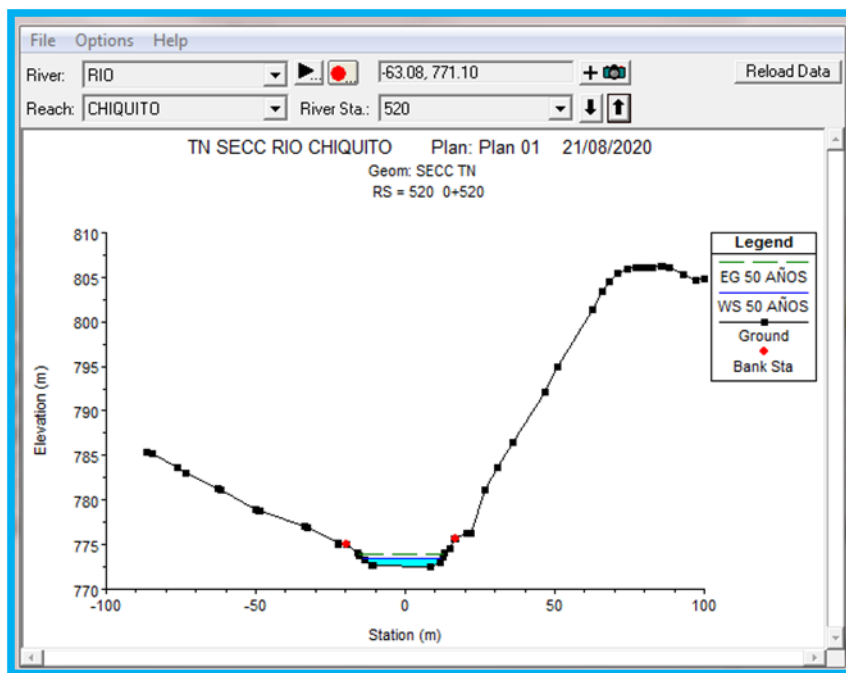 File Options Help
River: RIO -63.08, 771.10 Reload Data
Reach: CHIQUITO River Sta.: 520
TN SECC RIO CHIQUITO Plan: Plan 01 21/08/2020
Geom: SECC TN
RS = 520 0+520
810
805
800
795
790
785
780
775
770
Elevation (m)
-100 -50 0 50 100
Station (m)
Legend
EG 50 AÑOS
WS 50 AÑOS
Ground
Bank Sta